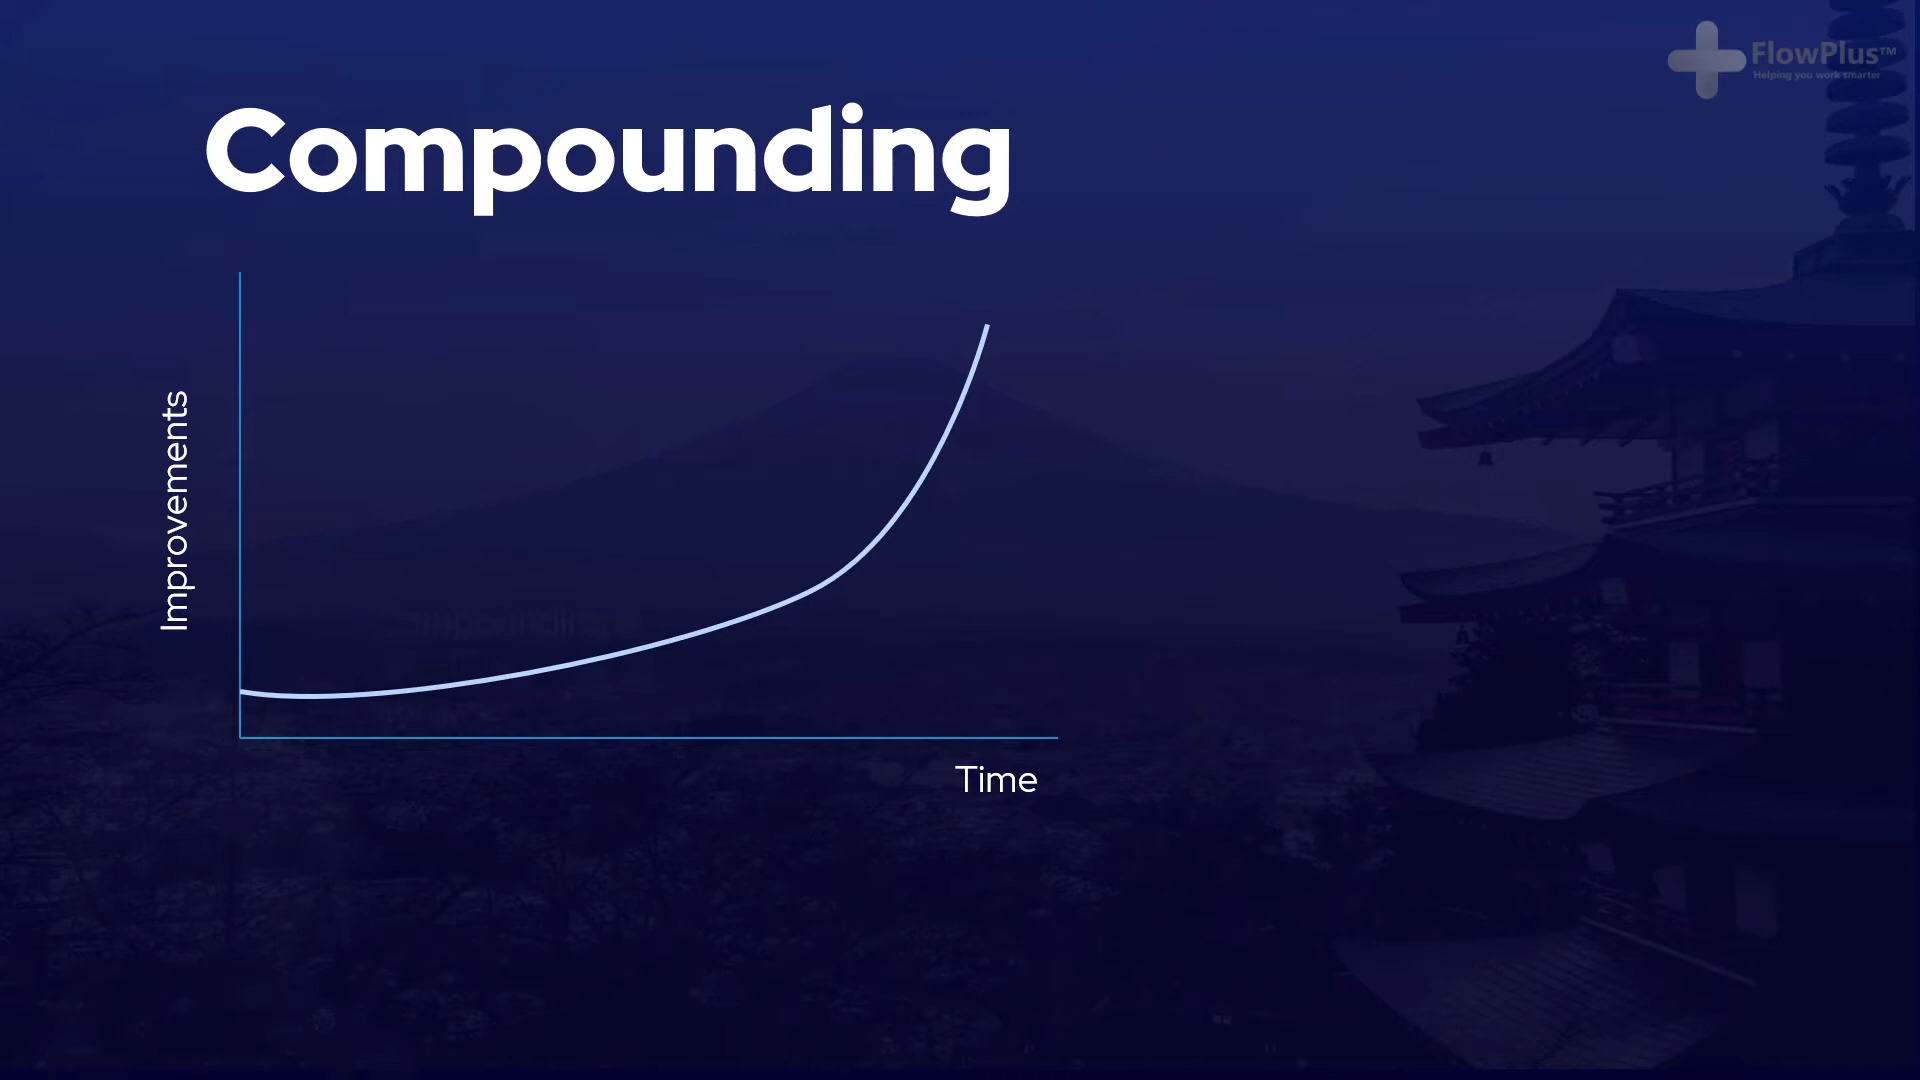 FlowPlus™
Helping you work smarter
Compounding
Improvements
Time